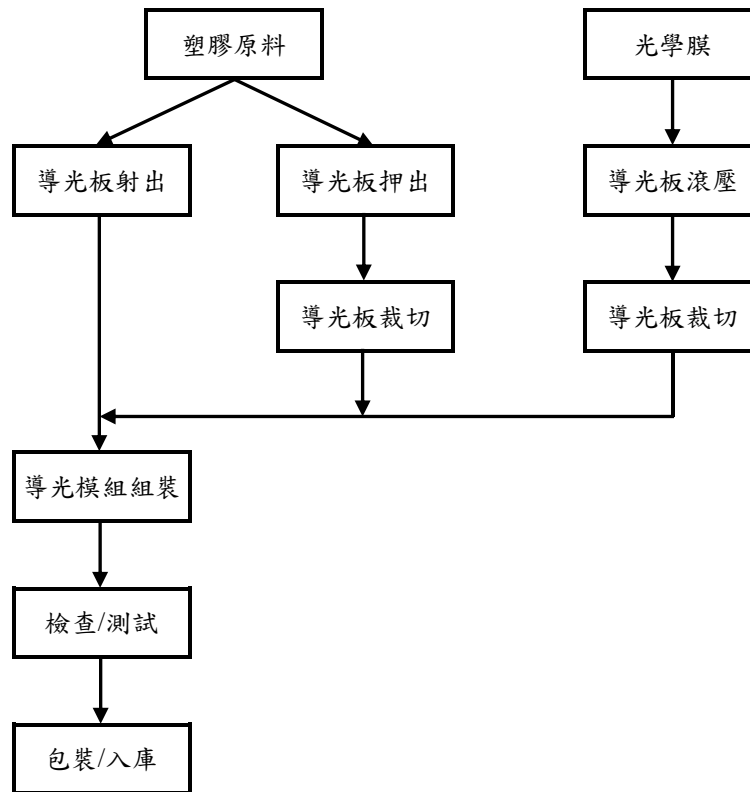 塑膠原料
光學膜
導光板射出
導光板押出
導光板滾壓
導光板裁切
導光板裁切
導光模組組裝
檢查/測試
包裝/入庫